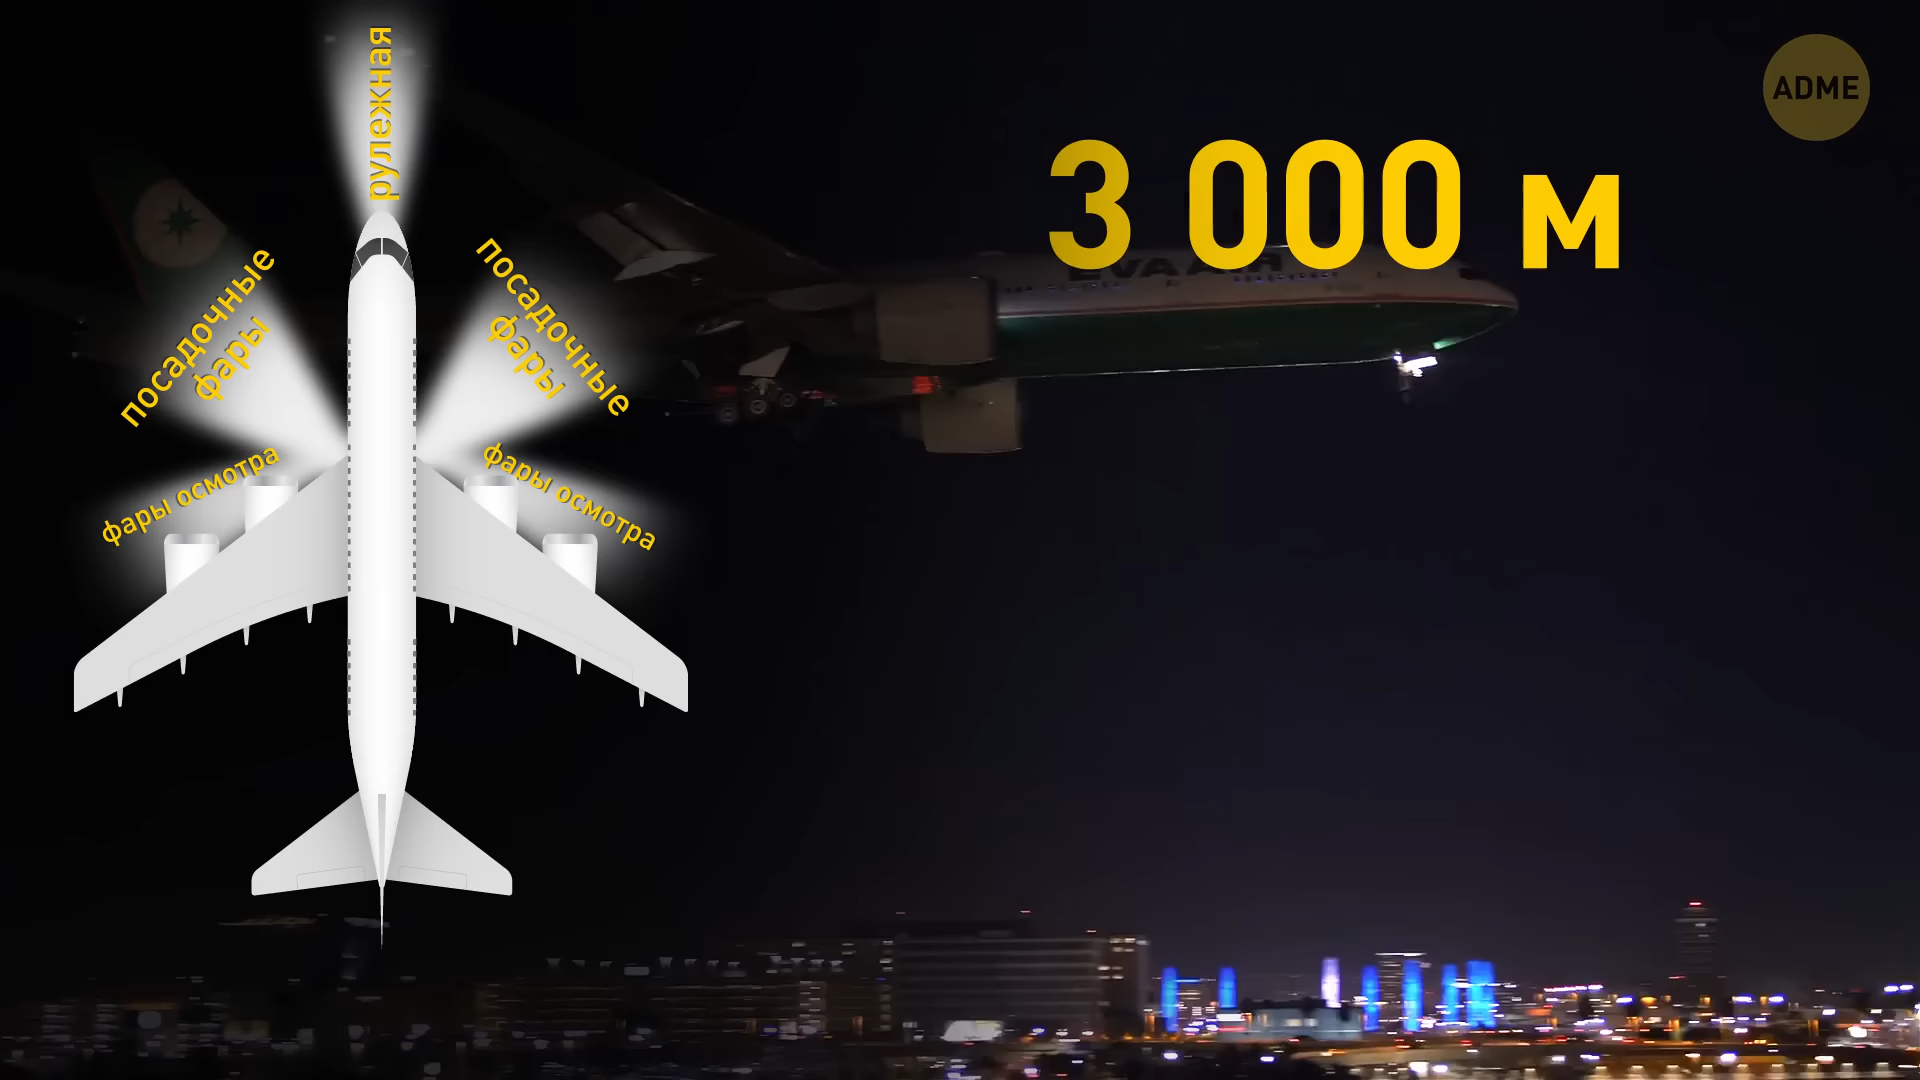 рулежная
ADME
3 000 м
EVA AIR
посадочные
фары
посадочные
фары
фары осмотра
фары осмотра